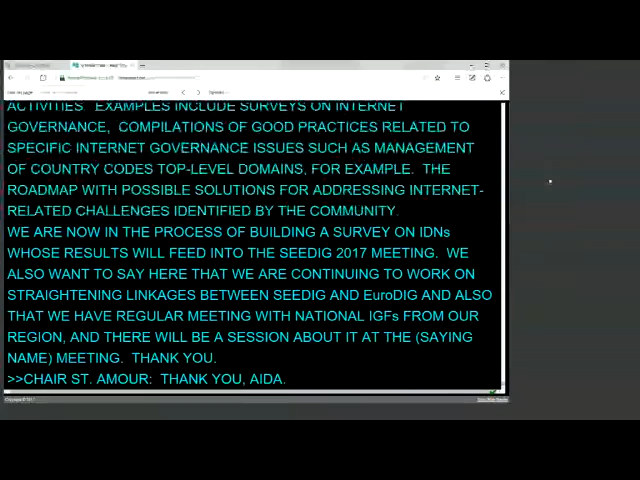 ACTIVITIES EXAMPLES INCLUDE SURVEYS ON INTERNET
GOVERNANCE, COMPILATIONS OF GOOD PRACTICES RELATED TO
SPECIFIC INTERNET GOVERNANCE ISSUES SUCH AS MANAGEMENT
OF COUNTRY CODES TOP-LEVEL DOMAINS, FOR EXAMPLE. THE
ROADMAP WITH POSSIBLE SOLUTIONS FOR ADDRESSING INTERNET-
RELATED CHALLENGES IDENTIFIED BY THE COMMUNITY.
WE ARE NOW IN THE PROCESS OF BUILDING A SURVEY ON IDNs
WHOSE RESULTS WILL FEED INTO THE SEEDIG 2017 MEETING. WE
ALSO WANT TO SAY HERE THAT WE ARE CONTINUING TO WORK ON
STRAIGHTENING LINKAGES BETWEEN SEEDIG AND EuroDIG AND ALSO
THAT WE HAVE REGULAR MEETING WITH NATIONAL IGFs FROM OUR
REGION, AND THERE WILL BE A SESSION ABOUT IT AT THE (SAYING
NAME) MEETING. THANK YOU.
>>CHAIR ST. AMOUR: THANK YOU, AIDA.